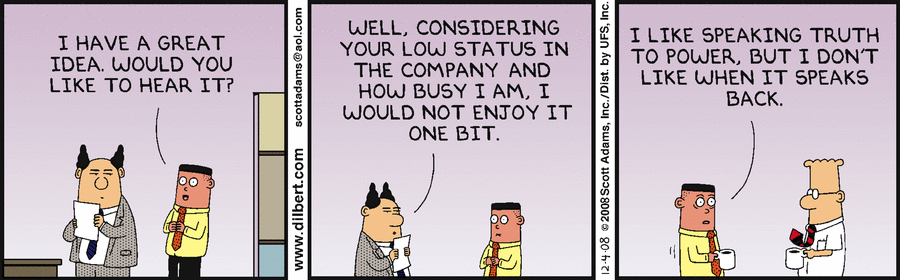 I HAVE A GREAT
IDEA. WOULD YOU
LIKE TO HEAR IT?
www.dilbert.com
scottadams@aol.com
WELL, CONSIDERING
YOUR LOW STATUS IN
THE COMPANY AND
HOW BUSY I AM, I
WOULD NOT ENJOY IT
ONE BIT.
12-4-08 © 2008 Scott Adams, Inc./Dist. by UFS, Inc.
I LIKE SPEAKING TRUTH
TO POWER, BUT I DON'T
LIKE WHEN IT SPEAKS
BACK.